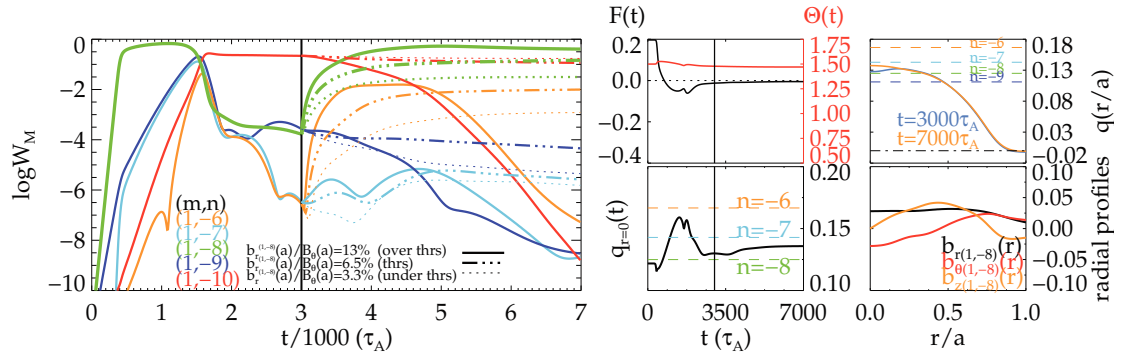 logW_M
0
−2
−4
−6
−8
−10
(m,n)
(1,−6)
(1,−7)
(1,−8)
(1,−9)
(1,−10)
b_r^(1,−8)(a)/B_θ(a)=13% (over thrs)
b_r^(1,−8)(a)/B_θ(a)=6.5% (thrs)
b_r^(1,−8)(a)/B_θ(a)=3.3% (under thrs)
0 1 2 3 4 5 6 7
t/1000 (τ_A)
F(t)
Θ(t)
0.2
0.0
−0.2
−0.4
1.75
1.50
1.25
1.00
0.75
0.50
q_r=0(t)
n=−6
n=−7
n=−8
0.20
0.13
0.10
0 3500 7000
t (τ_A)
n=−6
n=−7
n=−8
n=−9
t=3000τ_A
t=7000τ_A
0.18
0.13
0.08
0.03
−0.02
q(r/a)
b_r(1,−8)(r)
b_θ(1,−8)(r)
b_z(1,−8)(r)
0.10
0.05
0.00
−0.05
−0.10
radial profiles
0.0 0.5 1.0
r/a